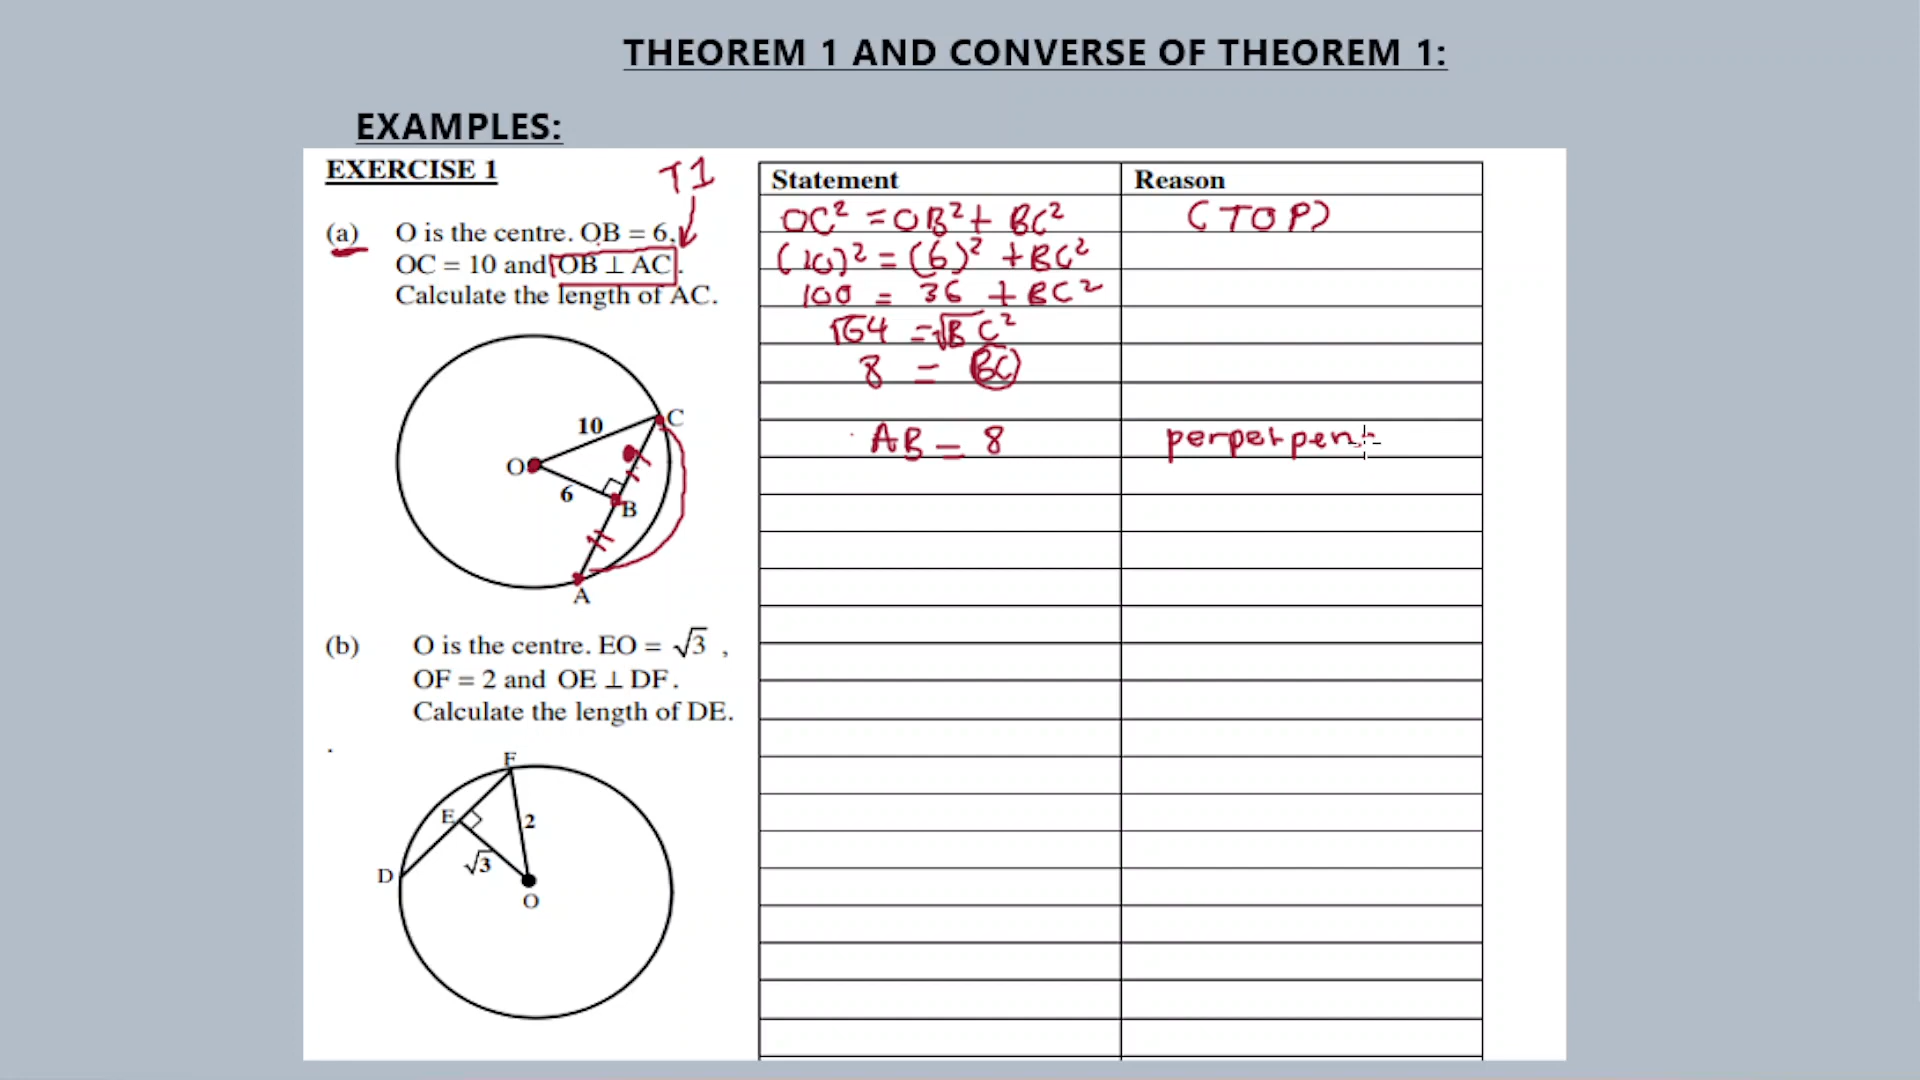 THEOREM 1 AND CONVERSE OF THEOREM 1:
EXAMPLES:
EXERCISE 1
T1
(a) O is the centre. OB = 6,
OC = 10 and OB ⊥ AC.
Calculate the length of AC.
10
C
O
6
B
A
(b) O is the centre. EO = √3 ,
OF = 2 and OE ⊥ DF.
Calculate the length of DE.
F
E
2
√3
D
O
Statement Reason
OC² = OB² + BC² (TOP)
(10)² = (6)² + BC²
100 = 36 + BC²
√64 = √BC²
8 = BC
AB = 8